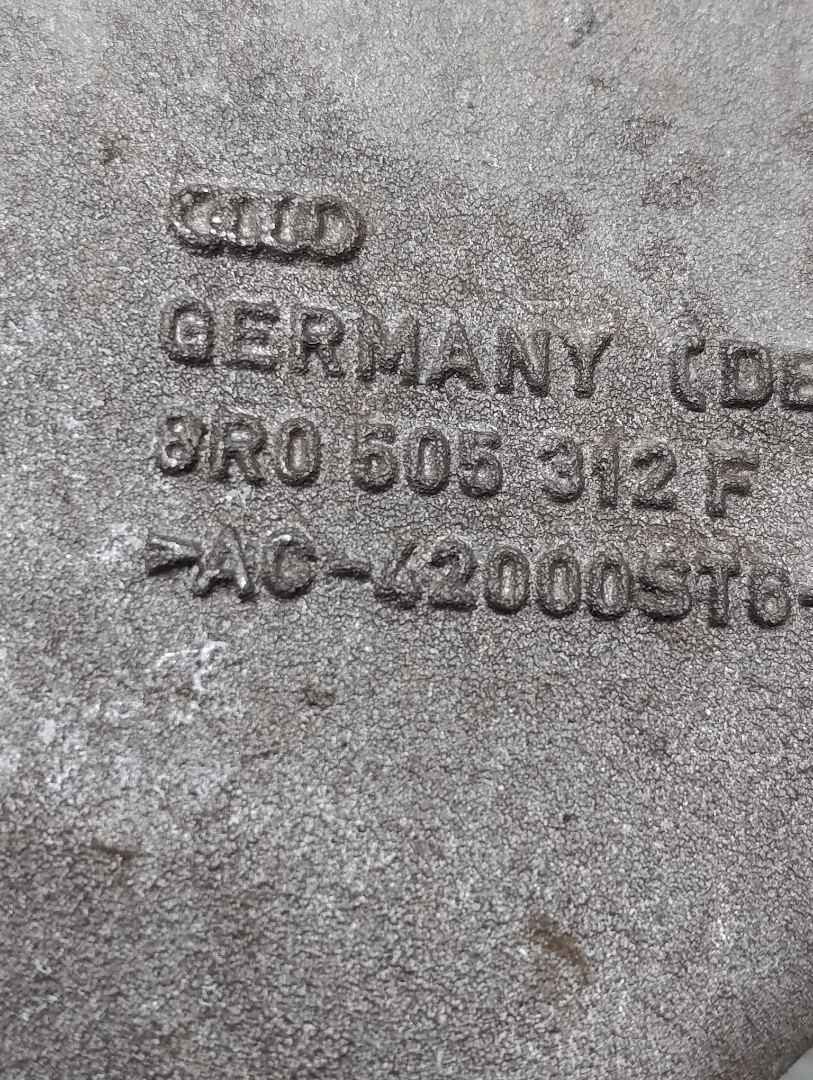 GERMANY (DE
8R0 505 312 F
>AC-42000ST6-